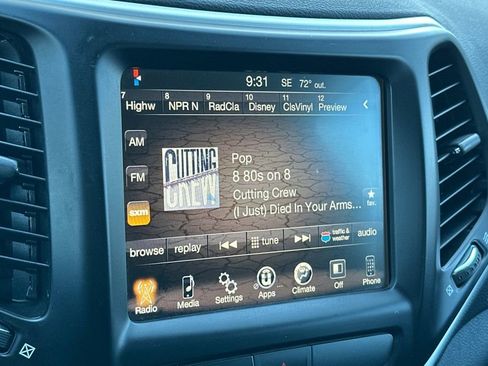 9:31 SE 72° out.
7 8 9 10 11 12
Highw NPR N RadCla Disney ClsVinyl Preview
AM
FM
sxm
CUTTING
CREW
Pop
8 80s on 8
Cutting Crew
(I Just) Died In Your Arms...
fav.
browse replay tune traffic & weather audio
Radio Media Settings Apps Climate Off Phone